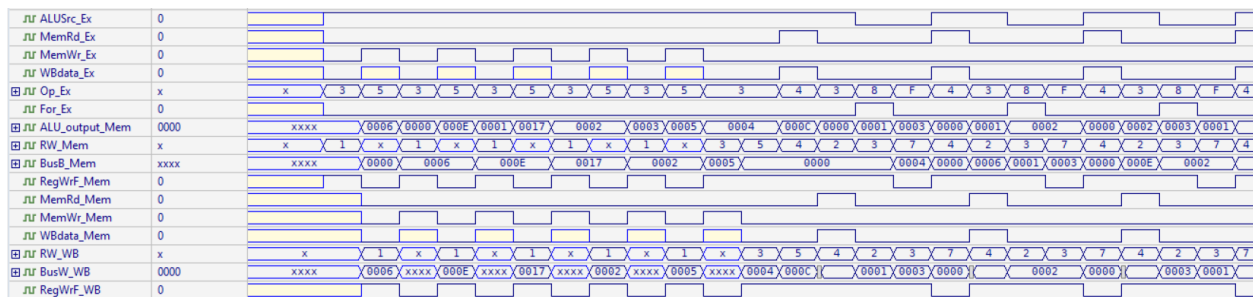 ALUSrc_Ex 0
MemRd_Ex 0
MemWr_Ex 0
WBdata_Ex 0
Op_Ex x x 3 5 3 5 3 5 3 5 3 5 3 4 3 8 F 4 3 8 F 4 3 8 F 4
For_Ex 0
ALU_output_Mem 0000 xxxx 0006 0000 000E 0001 0017 0002 0003 0005 0004 000C 0000 0001 0003 0000 0001 0002 0000 0002 0003 0001
RW_Mem x x 1 x 1 x 1 x 1 x 1 x 3 5 4 2 3 7 4 2 3 7 4 2 3 7 4
BusB_Mem xxxx xxxx 0000 0006 000E 0017 0002 0005 0000 0004 0000 0006 0001 0003 0000 000E 0002
RegWrF_Mem 0
MemRd_Mem 0
MemWr_Mem 0
WBdata_Mem 0
RW_WB x x 1 x 1 x 1 x 1 x 1 x 3 5 4 2 3 7 4 2 3 7 4 2 3 7
BusW_WB 0000 xxxx 0006 xxxx 000E xxxx 0017 xxxx 0002 xxxx 0005 xxxx 0004 000C 0001 0003 0000 0002 0000 0003 0001
RegWrF_WB 0